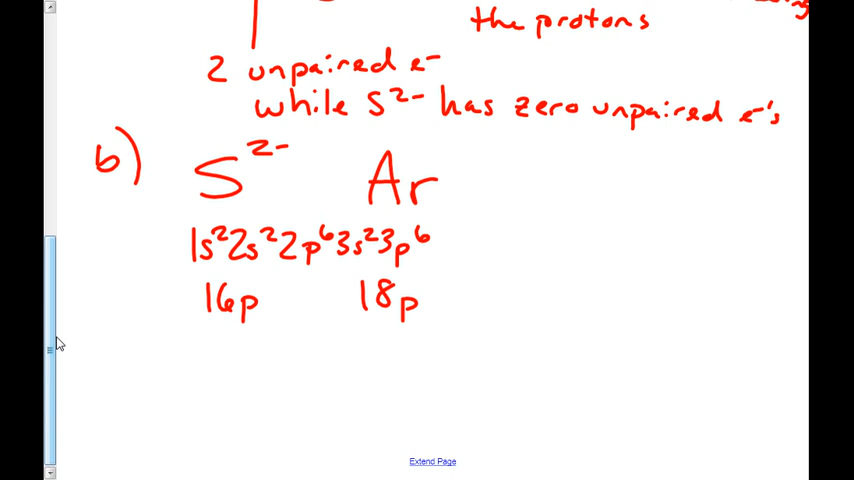 the protons
2 unpaired e⁻
while S²⁻ has zero unpaired e⁻'s
b) S²⁻ Ar
1s²2s²2p⁶3s²3p⁶
16p 18p
Extend Page